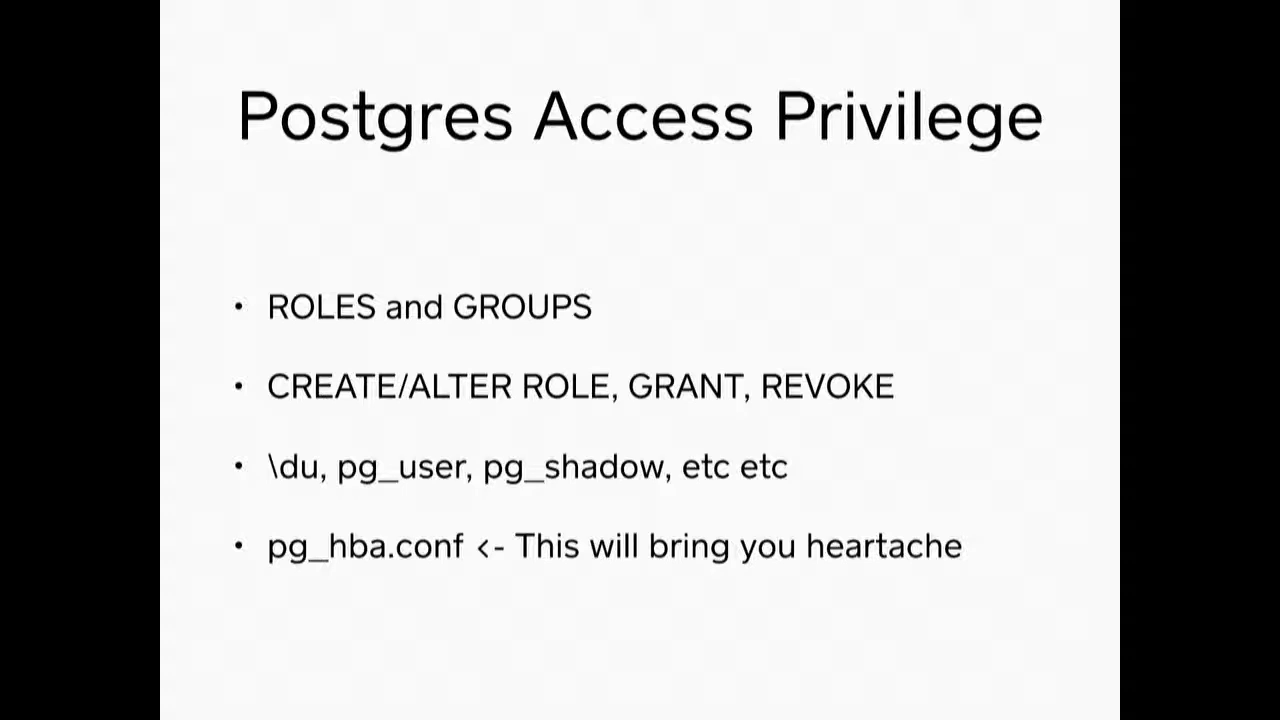 Postgres Access Privilege
• ROLES and GROUPS
• CREATE/ALTER ROLE, GRANT, REVOKE
• \du, pg_user, pg_shadow, etc etc
• pg_hba.conf <- This will bring you heartache